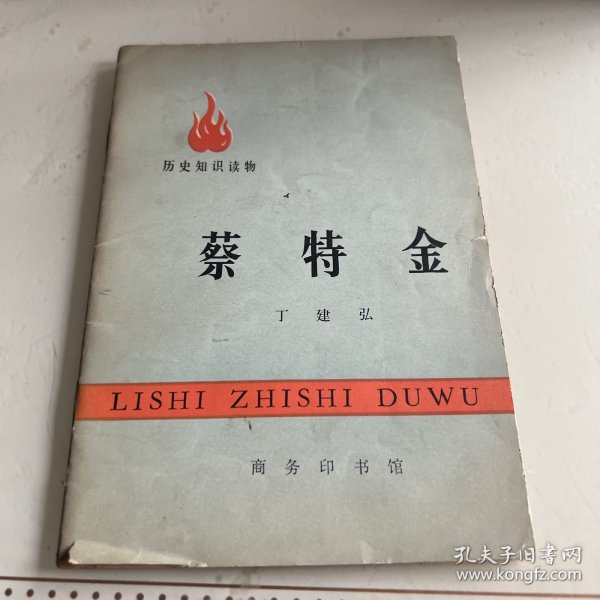 历史知识读物
蔡特金
丁建弘
LISHI ZHISHI DUWU
商务印书馆
孔夫子旧书网
www.kongfz.com